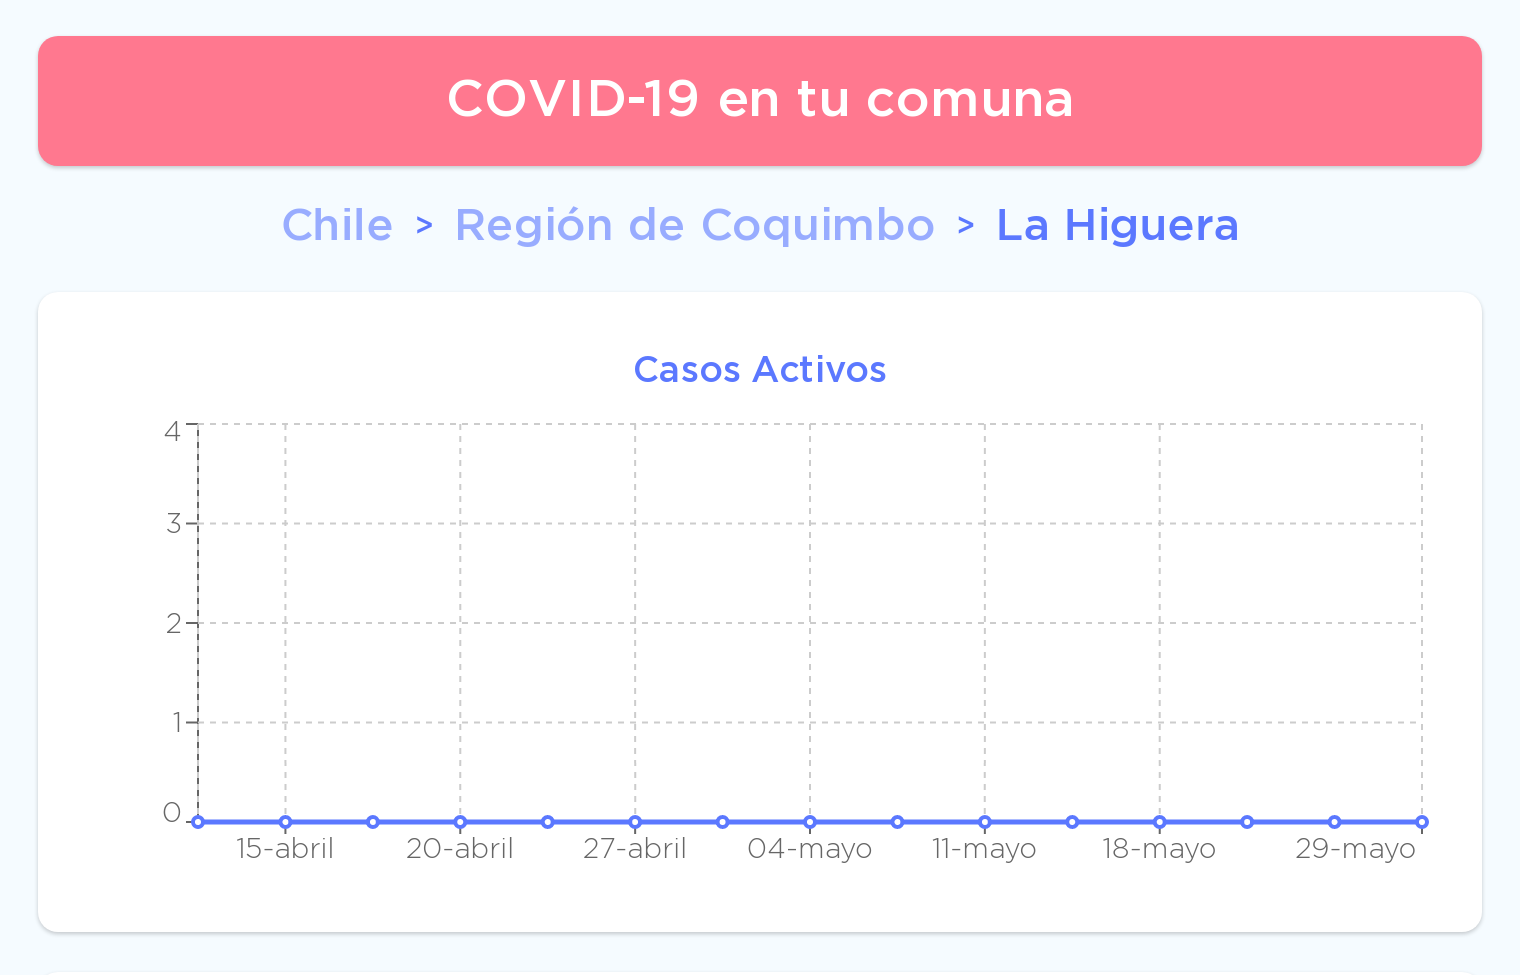 COVID-19 en tu comuna
Chile > Región de Coquimbo > La Higuera
Casos Activos
4
3
2
1
0
15-abril 20-abril 27-abril 04-mayo 11-mayo 18-mayo 29-mayo